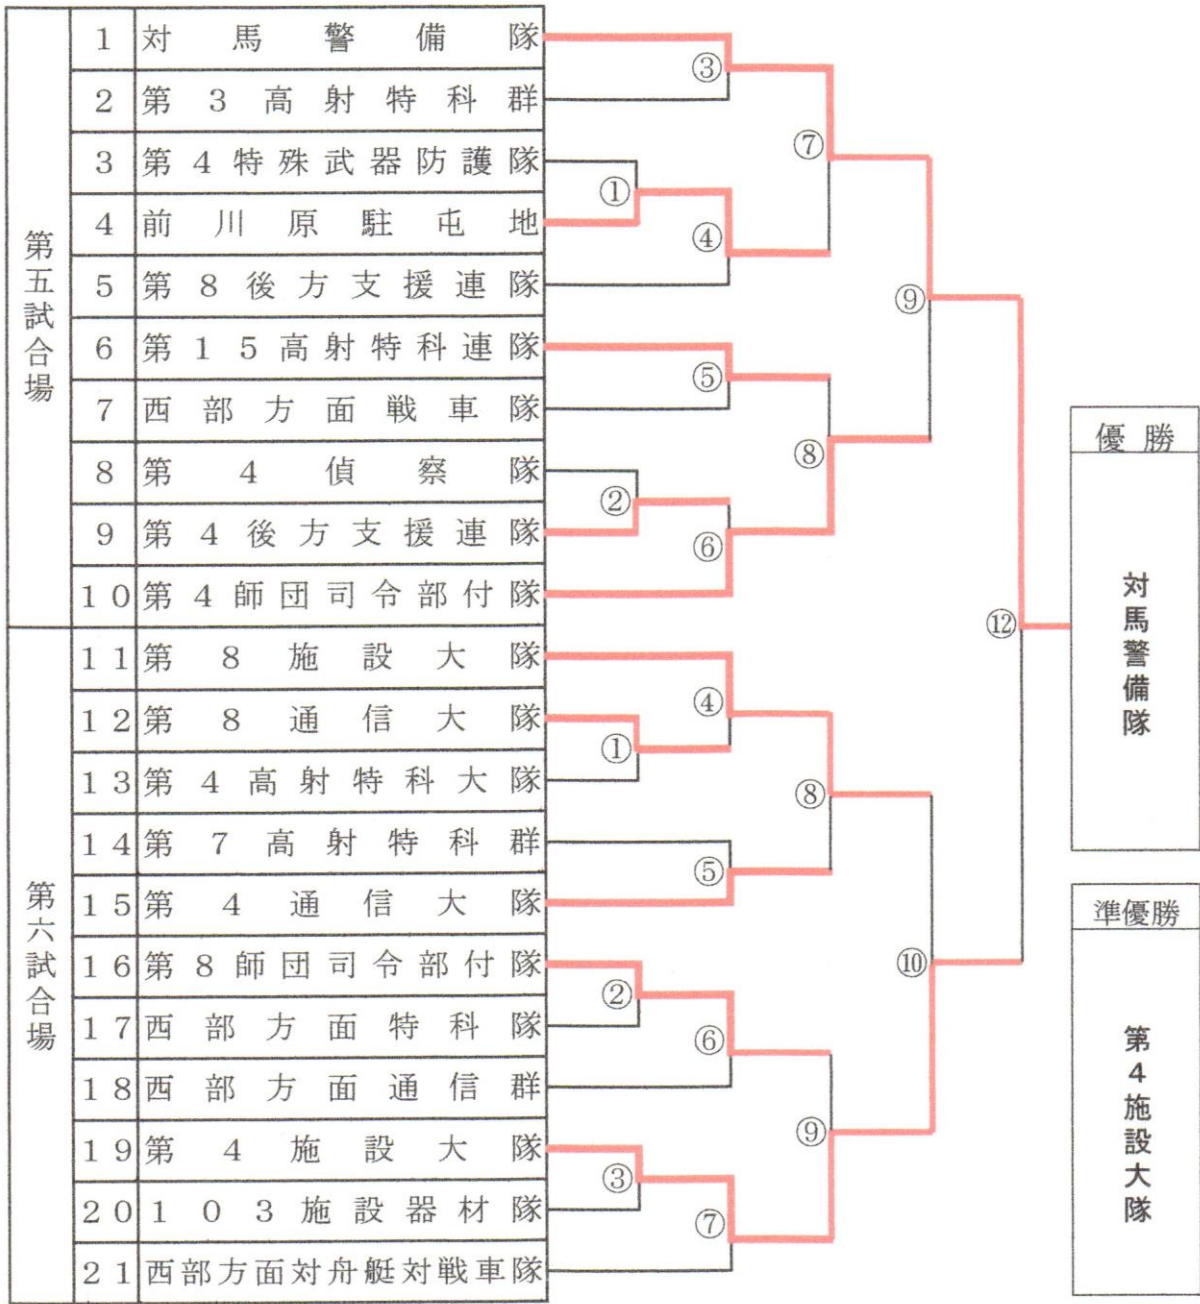 第五試合場
1 対馬警備隊
2 第3高射特科群
3 第4特殊武器防護隊
4 前川原駐屯地
5 第8後方支援連隊
6 第15高射特科連隊
7 西部方面戦車隊
8 第4偵察隊
9 第4後方支援連隊
10 第4師団司令部付隊
第六試合場
11 第8施設大隊
12 第8通信大隊
13 第4高射特科大隊
14 第7高射特科群
15 第4通信大隊
16 第8師団司令部付隊
17 西部方面特科隊
18 西部方面通信群
19 第4施設大隊
20 103施設器材隊
21 西部方面対舟艇対戦車隊
③
①
④
⑦
⑤
②
⑥
⑧
⑨
④
①
⑤
⑧
②
⑥
③
⑦
⑨
⑩
⑫
優勝
対馬警備隊
準優勝
第4施設大隊